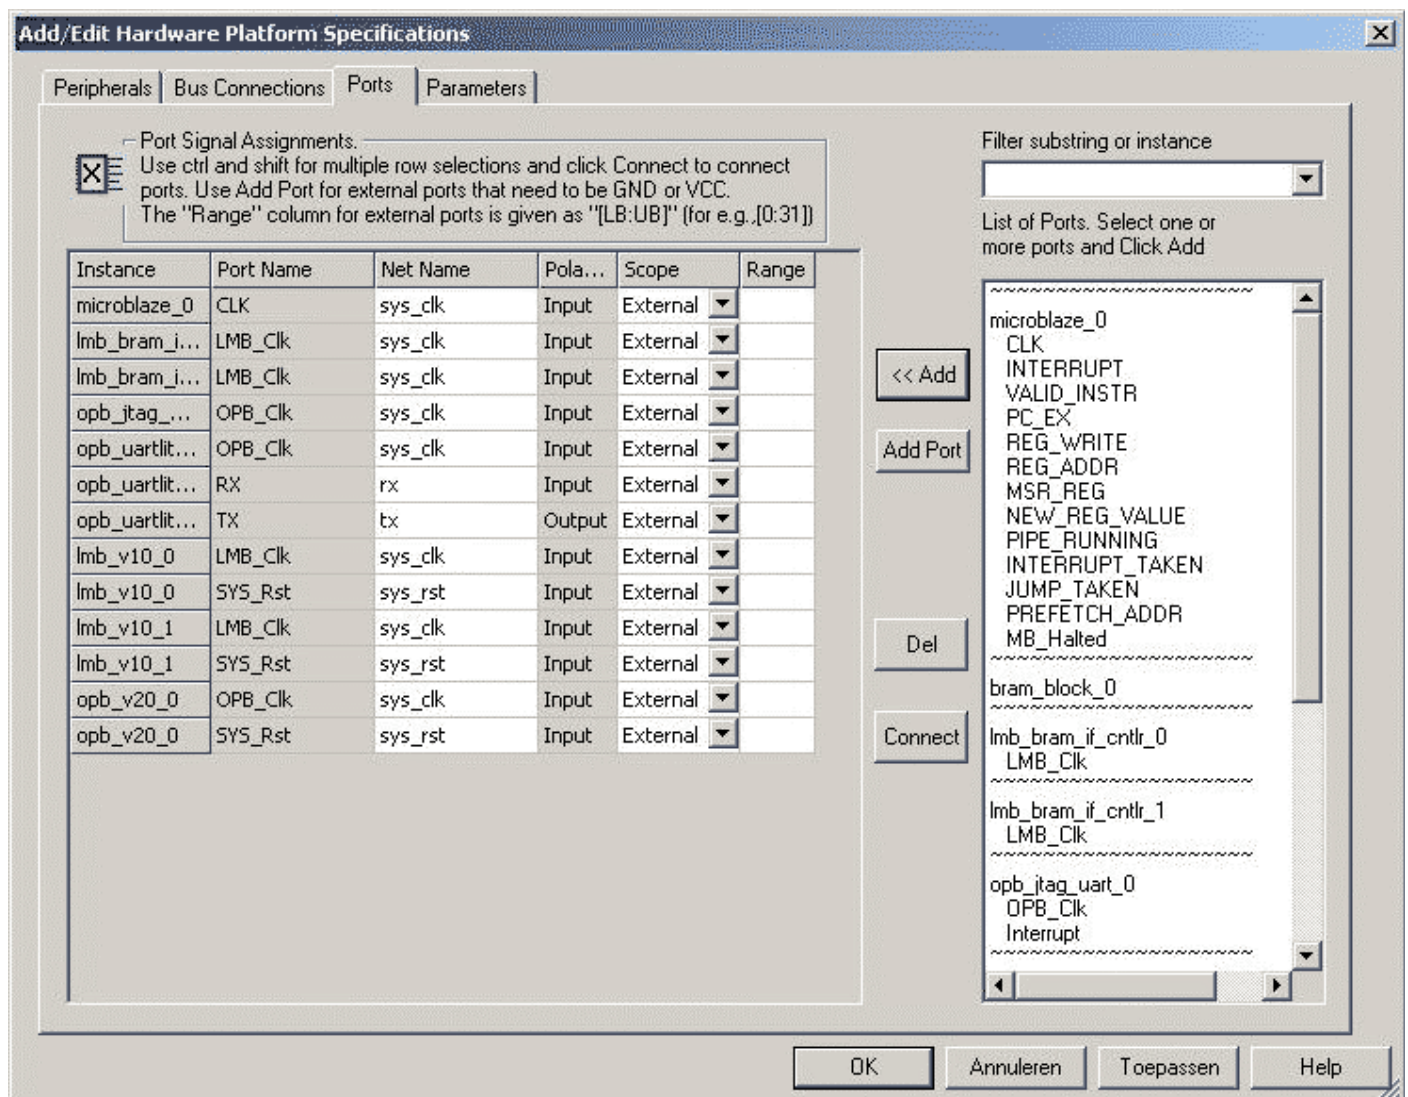 Add/Edit Hardware Platform Specifications
Peripherals Bus Connections Ports Parameters
Port Signal Assignments.
Use ctrl and shift for multiple row selections and click Connect to connect
ports. Use Add Port for external ports that need to be GND or VCC.
The "Range" column for external ports is given as "[LB:UB]" (for e.g.,[0:31])
Instance Port Name Net Name Pola... Scope Range
microblaze_0 CLK sys_clk Input External
lmb_bram_i... LMB_Clk sys_clk Input External
lmb_bram_i... LMB_Clk sys_clk Input External
opb_jtag_... OPB_Clk sys_clk Input External
opb_uartlit... OPB_Clk sys_clk Input External
opb_uartlit... RX rx Input External
opb_uartlit... TX tx Output External
lmb_v10_0 LMB_Clk sys_clk Input External
lmb_v10_0 SYS_Rst sys_rst Input External
lmb_v10_1 LMB_Clk sys_clk Input External
lmb_v10_1 SYS_Rst sys_rst Input External
opb_v20_0 OPB_Clk sys_clk Input External
opb_v20_0 SYS_Rst sys_rst Input External
<< Add
Add Port
Del
Connect
Filter substring or instance
List of Ports. Select one or
more ports and Click Add
~~~~~~~~~~~~~~~~~~~~~
microblaze_0
CLK
INTERRUPT
VALID_INSTR
PC_EX
REG_WRITE
REG_ADDR
MSR_REG
NEW_REG_VALUE
PIPE_RUNNING
INTERRUPT_TAKEN
JUMP_TAKEN
PREFETCH_ADDR
MB_Halted
~~~~~~~~~~~~~~~~~~~~~
bram_block_0
~~~~~~~~~~~~~~~~~~~~~
lmb_bram_if_cntlr_0
LMB_Clk
~~~~~~~~~~~~~~~~~~~~~
lmb_bram_if_cntlr_1
LMB_Clk
~~~~~~~~~~~~~~~~~~~~~
opb_jtag_uart_0
OPB_Clk
Interrupt
~~~~~~~~~~~~~~~~~~~~~
OK Annuleren Toepassen Help